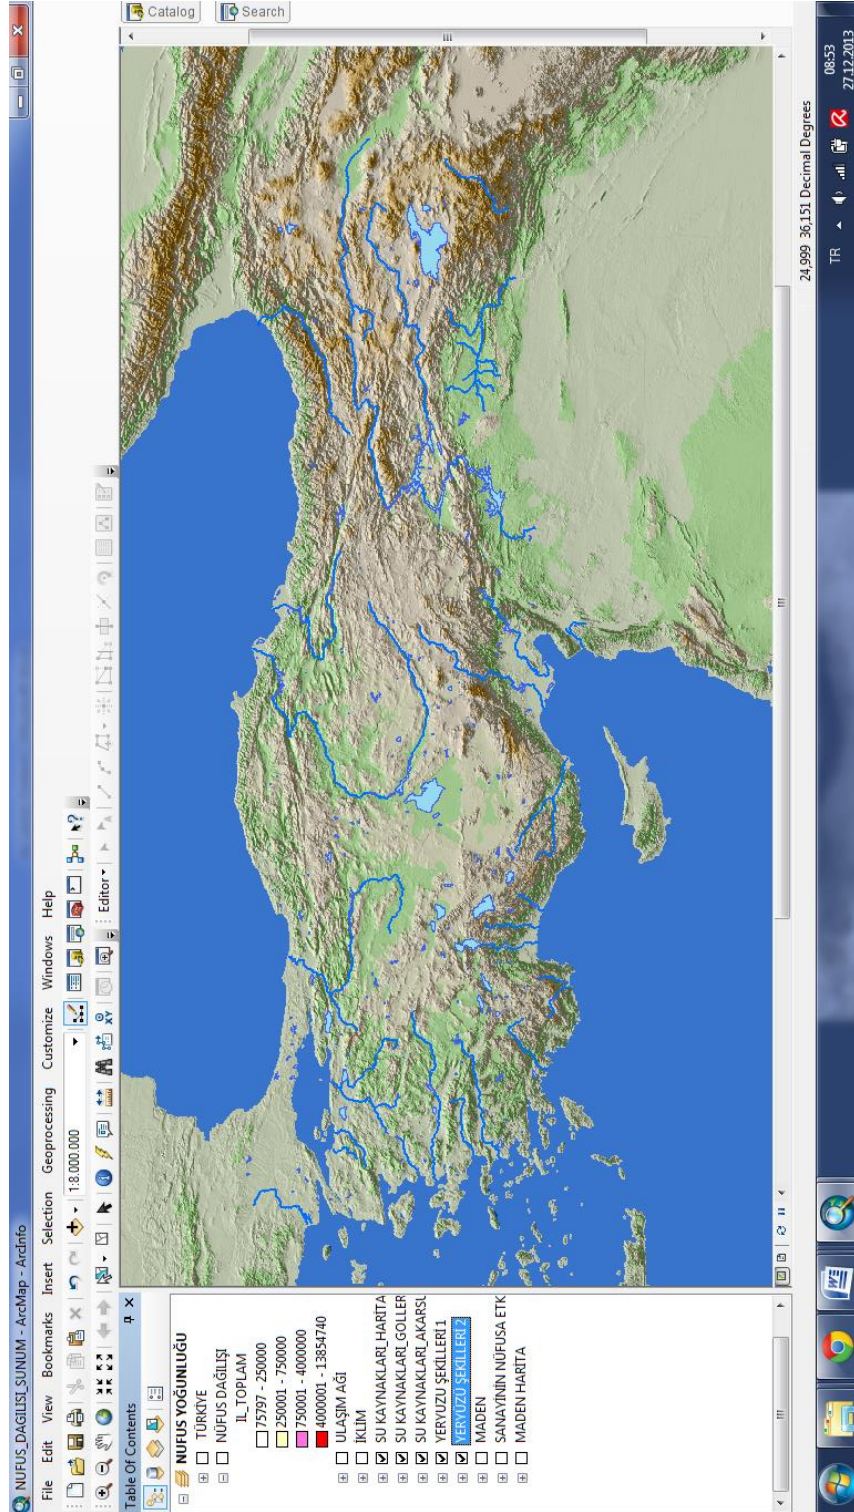 NUFUS_DAGILISI_SUNUM - ArcMap - ArcInfo
File Edit View Bookmarks Insert Selection Geoprocessing Customize Windows Help
1:8.000.000
Editor
Table Of Contents
NUFUS YOĞUNLUĞU
TÜRKİYE
NÜFUS DAĞILIŞI
IL_TOPLAM
75797 - 250000
250001 - 750000
750001 - 4000000
4000001 - 13854740
ULAŞIM AĞI
İKLİM
SU KAYNAKLARI_HARİTA
SU KAYNAKLARI_GOLLER
SU KAYNAKLARI_AKARSU
YERYÜZÜ ŞEKİLLERİ 1
YERYUZU ŞEKİLLERİ 2
MADEN
SANAYİNİN NÜFUSA ETK
MADEN HARİTA
Catalog
Search
24,999 36,151 Decimal Degrees
TR
08:53
27.12.2013